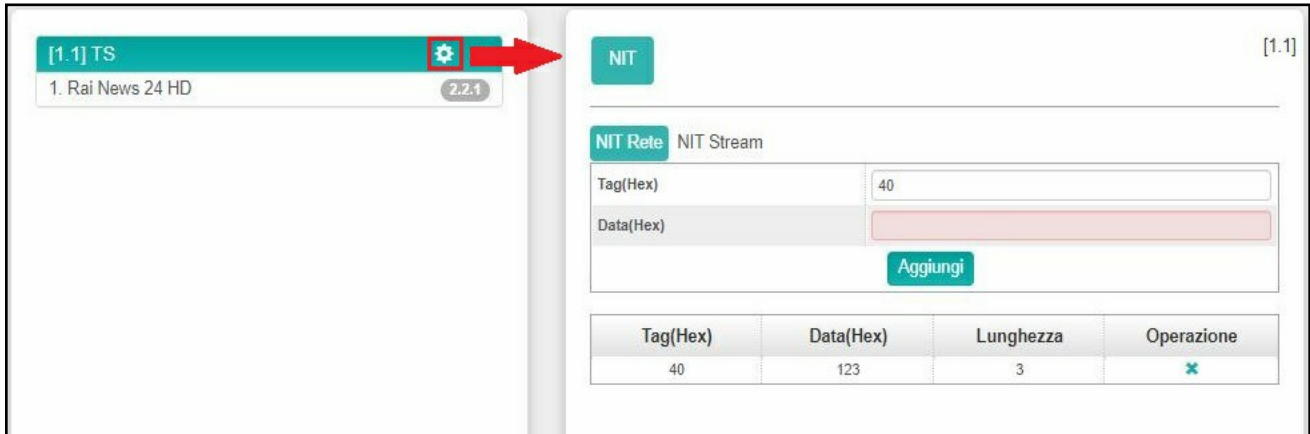 [1.1] TS
1. Rai News 24 HD 2.2.1
NIT [1.1]
NIT Rete NIT Stream
Tag(Hex) 40
Data(Hex)
Aggiungi
Tag(Hex) Data(Hex) Lunghezza Operazione
40 123 3